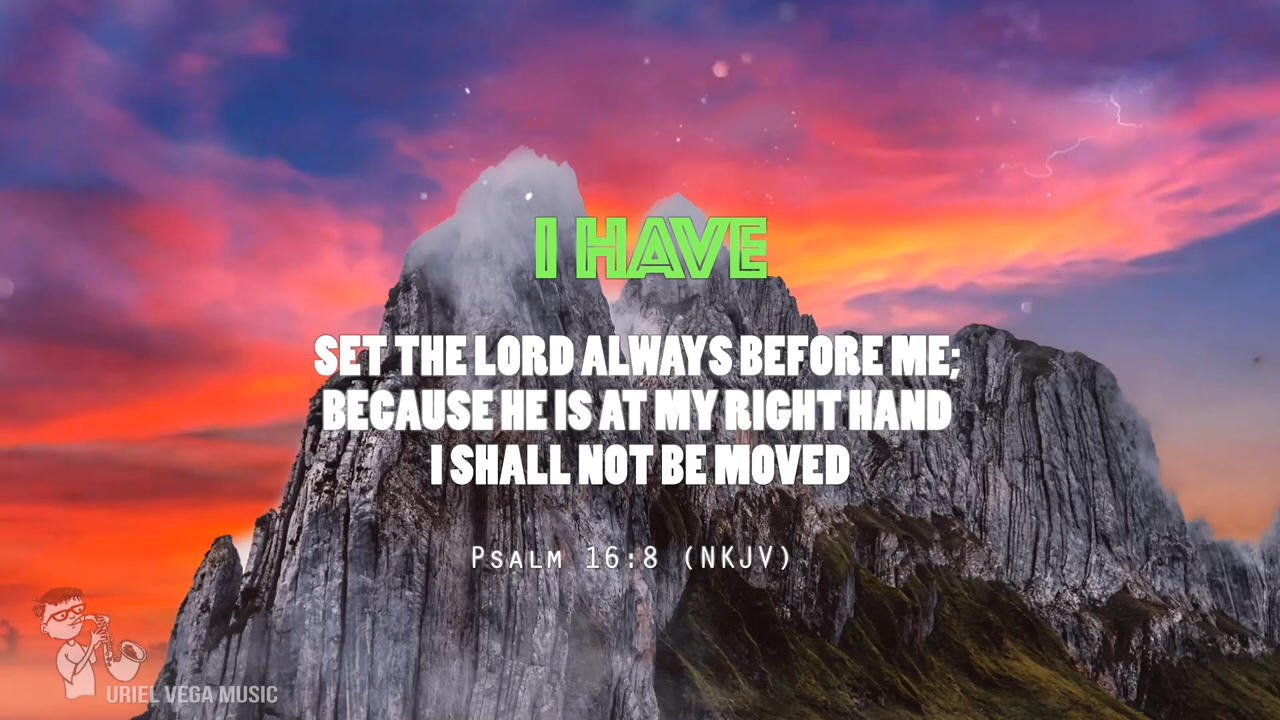 I HAVE
SET THE LORD ALWAYS BEFORE ME;
BECAUSE HE IS AT MY RIGHT HAND
I SHALL NOT BE MOVED
Psalm 16:8 (NKJV)
URIEL VEGA MUSIC